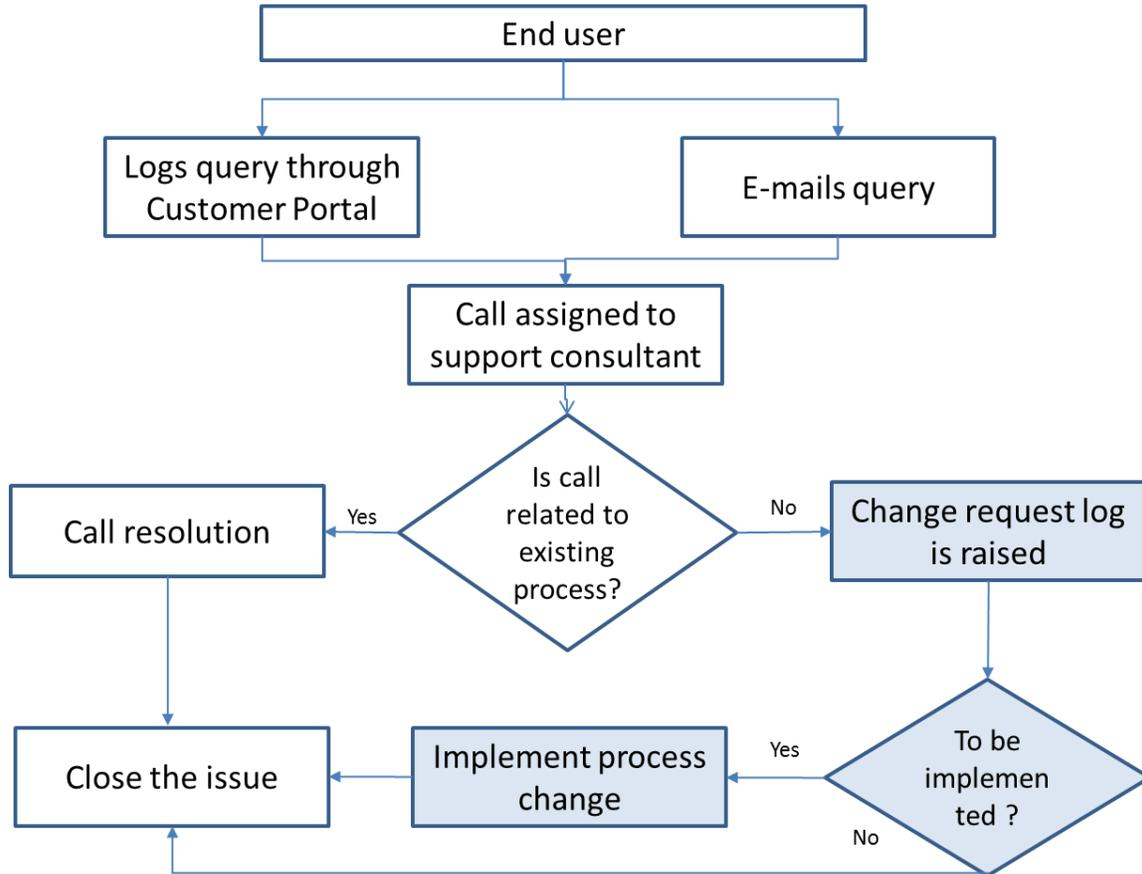 End user
Logs query through
Customer Portal
E-mails query
Call assigned to
support consultant
Is call
related to
existing
process?
Yes
No
Call resolution
Change request log
is raised
Close the issue
Implement process
change
Yes
To be
implemen
ted ?
No